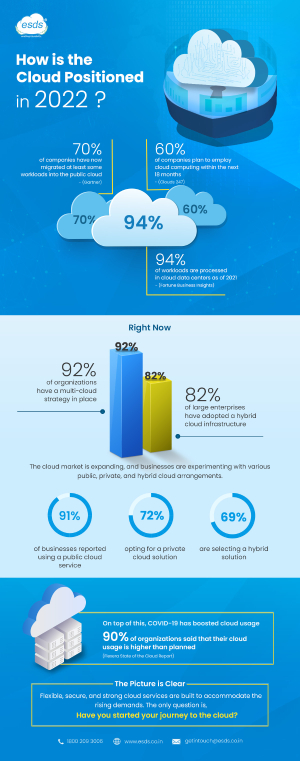 esds
How is the
Cloud Positioned
in 2022 ?
70%
of companies have now
migrated at least some
workloads into the public cloud
- (Gartner)
60%
of companies plan to employ
cloud computing within the next
18 months
- (Clouds 247)
70%
94%
60%
94%
of workloads are processed
in cloud data centers as of 2021
- (Fortune Business Insights)
Right Now
92%
82%
92%
of organizations
have a multi-cloud
strategy in place
82%
of large enterprises
have adopted a hybrid
cloud infrastructure
The cloud market is expanding, and businesses are experimenting with various
public, private, and hybrid cloud arrangements.
91%
72%
69%
of businesses reported
using a public cloud
service
opting for a private
cloud solution
are selecting a hybrid
solution
On top of this, COVID-19 has boosted cloud usage
90% of organizations said that their cloud
usage is higher than planned
(Flexera State of the Cloud Report)
The Picture is Clear
Flexible, secure, and strong cloud services are built to accommodate the
rising demands. The only question is,
Have you started your journey to the cloud?
1800 209 3006
www.esds.co.in
getintouch@esds.co.in